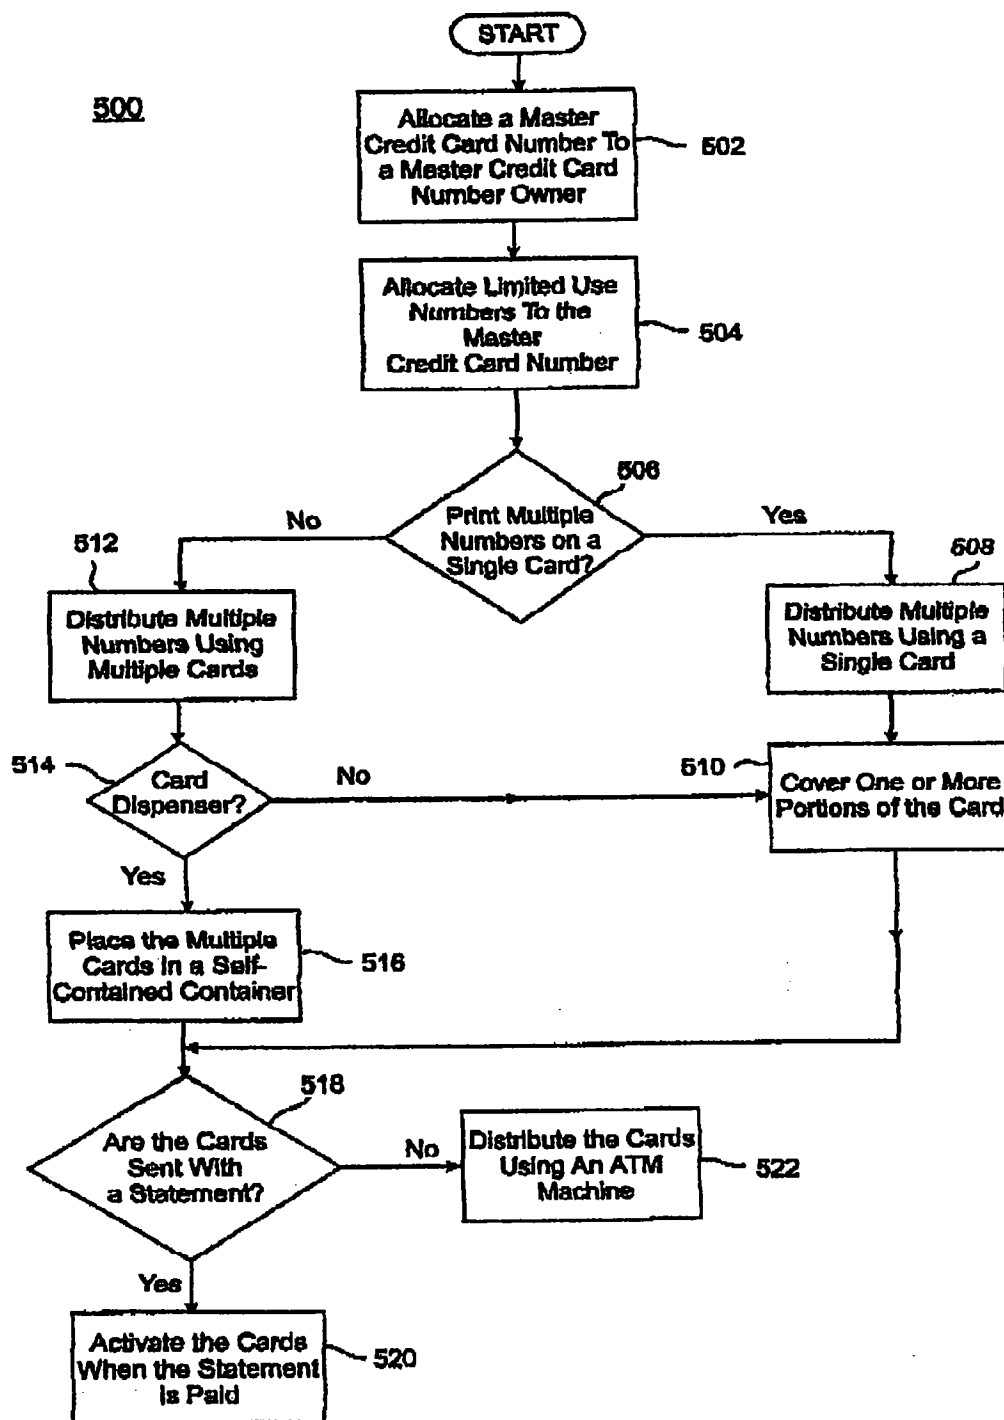 START
500
Allocate a Master
Credit Card Number To
a Master Credit Card
Number Owner
502
Allocate Limited Use
Numbers To the
Master
Credit Card Number
504
506
Print Multiple
Numbers on a
Single Card?
No
Yes
512
Distribute Multiple
Numbers Using
Multiple Cards
508
Distribute Multiple
Numbers Using a
Single Card
514
Card
Dispenser?
No
510
Cover One or More
Portions of the Card
Yes
Place the Multiple
Cards in a Self-
Contained Container
516
518
Are the Cards
Sent With
a Statement?
No
Distribute the Cards
Using An ATM
Machine
522
Yes
Activate the Cards
When the Statement
is Paid
520